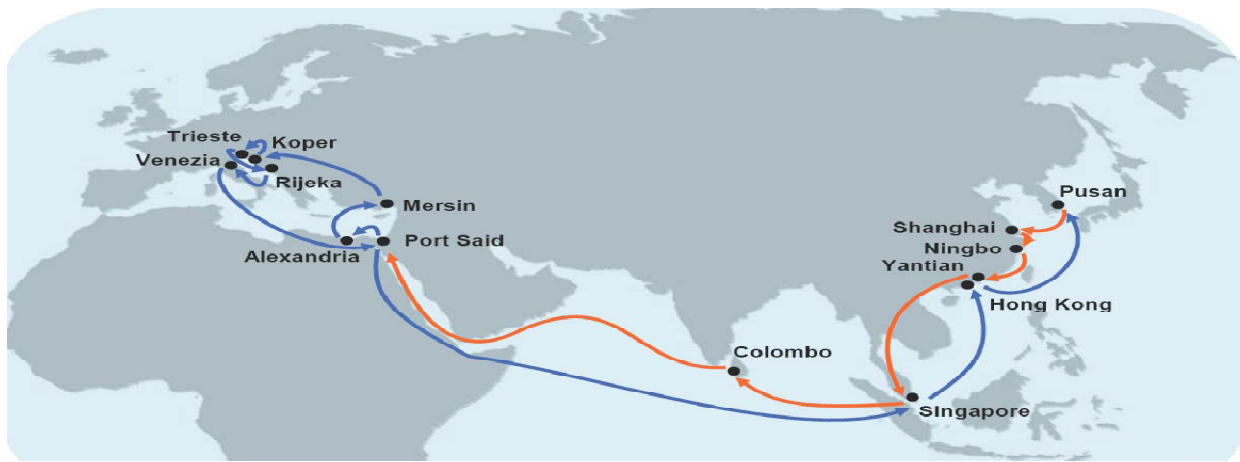 Trieste
Koper
Venezia
Rijeka
Pusan
Mersin
Shanghai
Alexandria
Port Said
Ningbo
Yantian
Hong Kong
Colombo
SIngapore